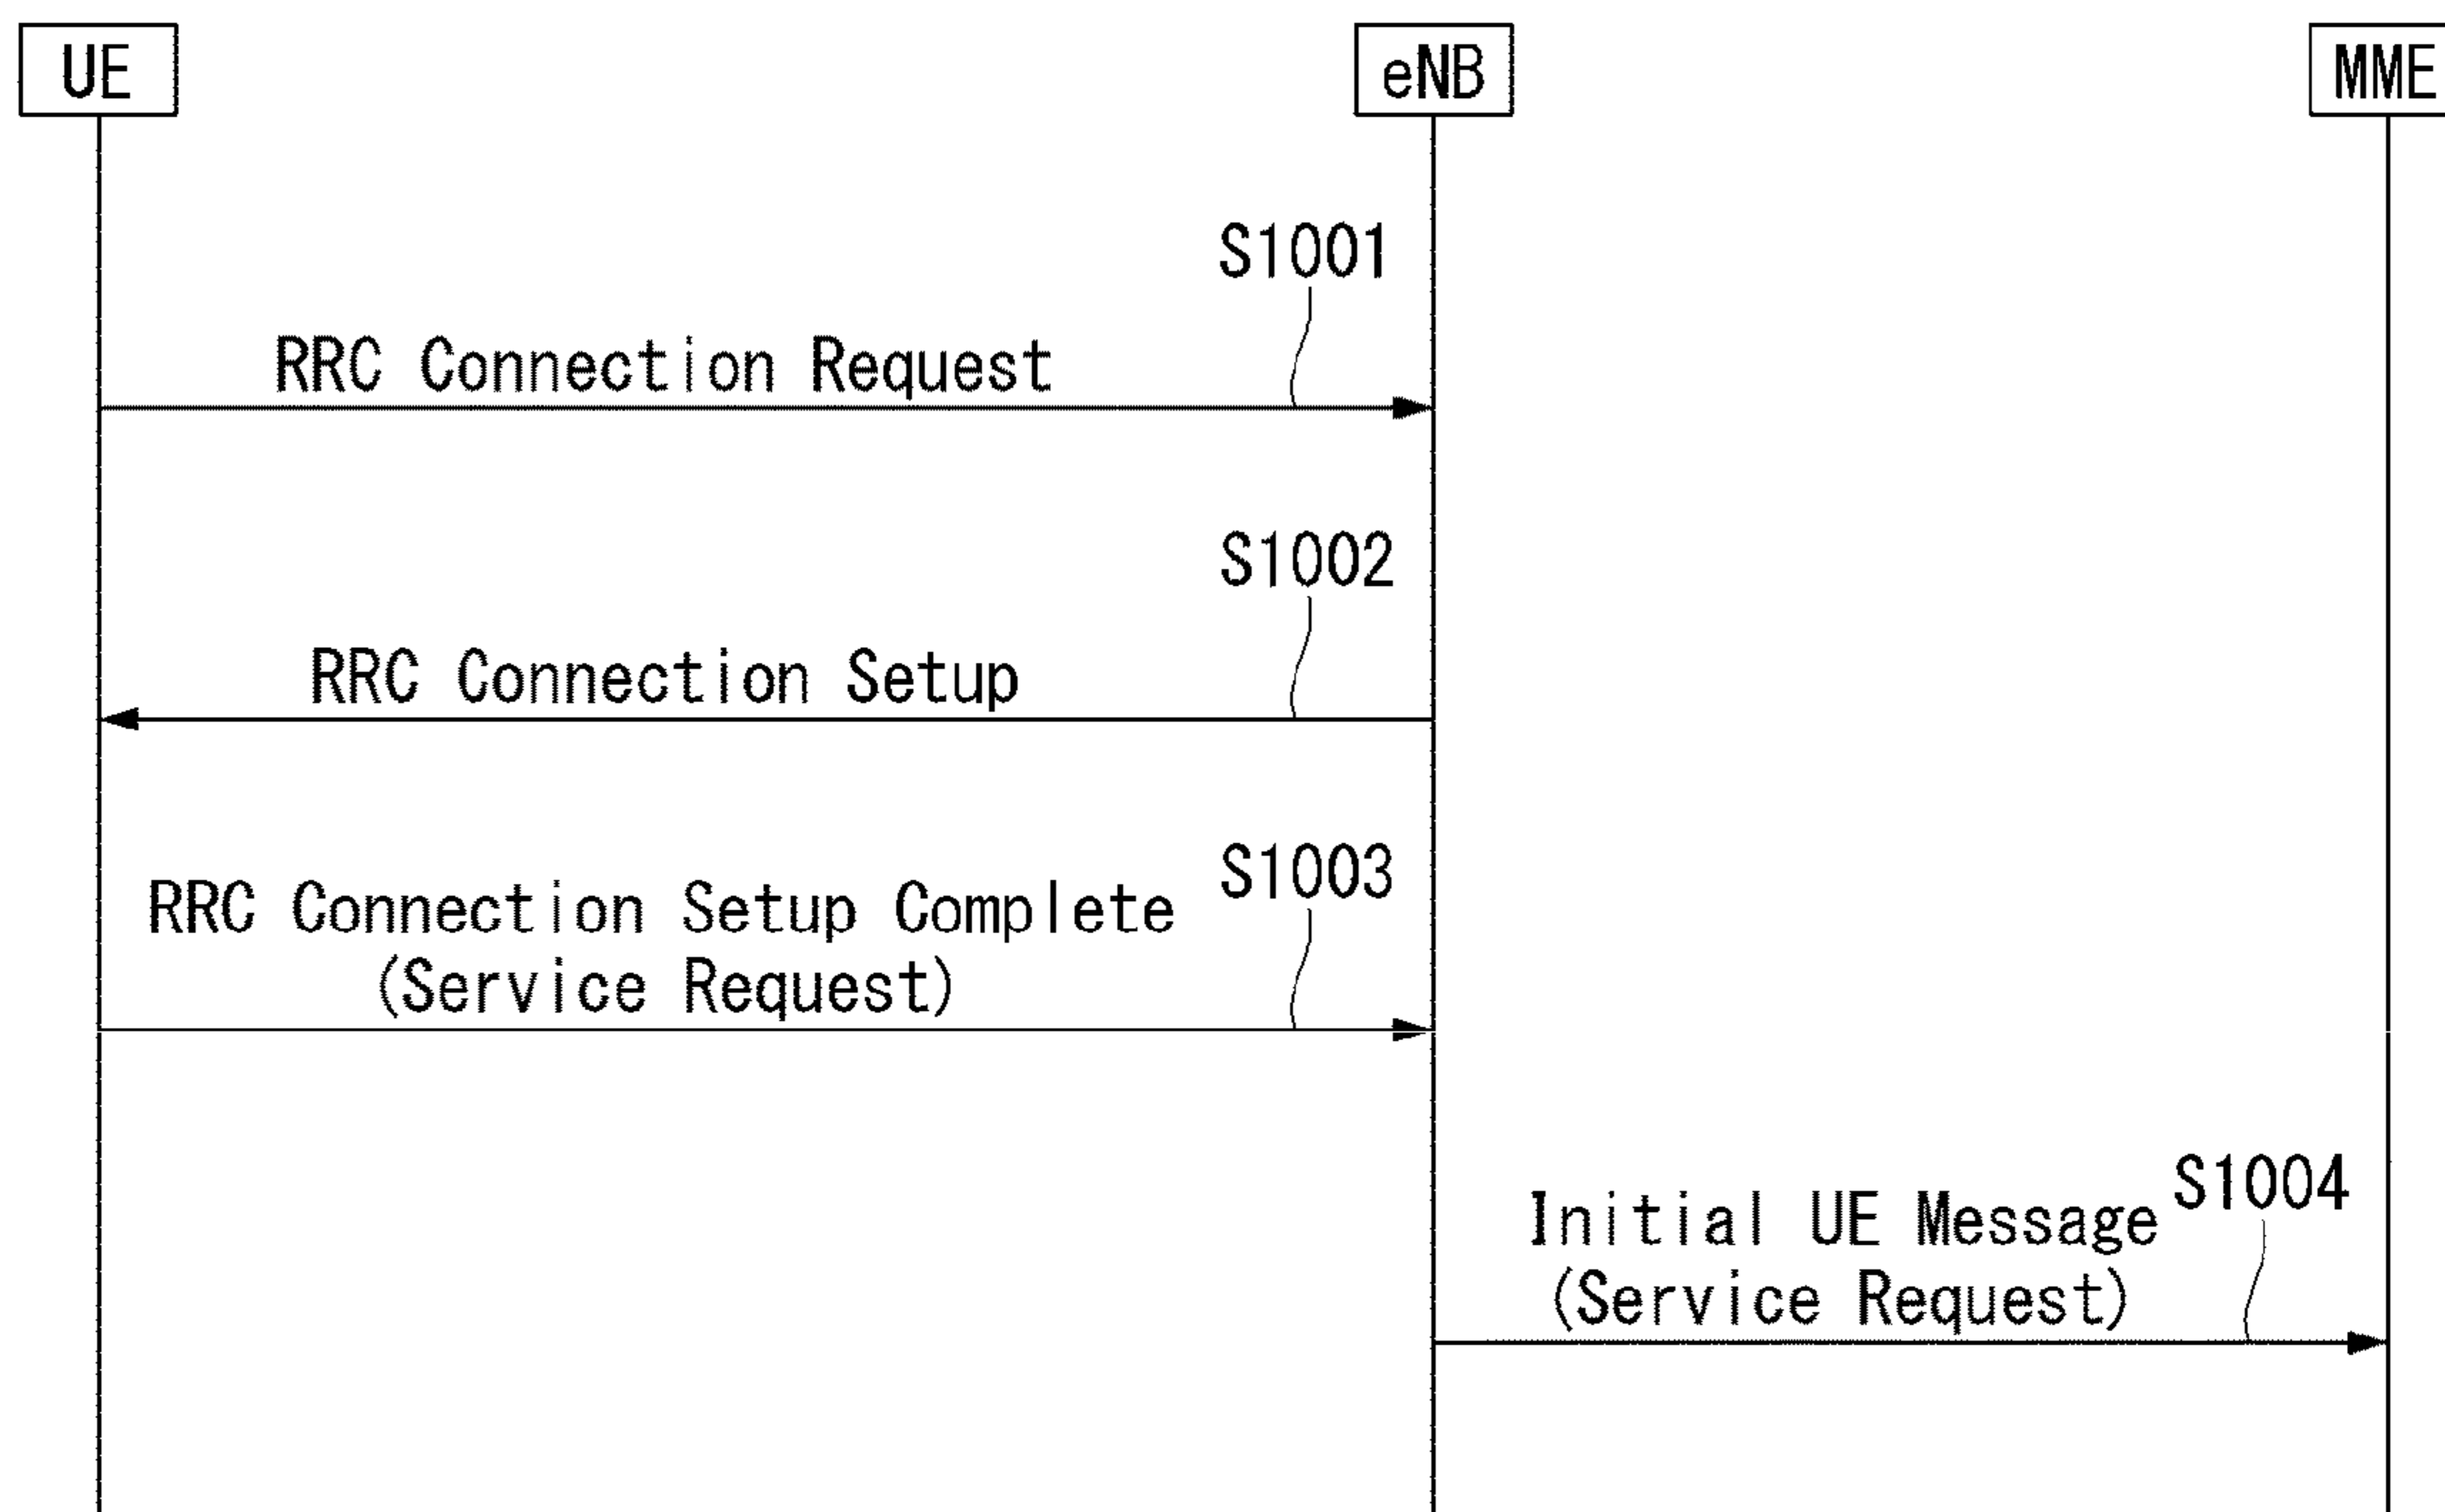 UE
eNB
MME
S1001
RRC Connection Request
S1002
RRC Connection Setup
S1003
RRC Connection Setup Complete
(Service Request)
S1004
Initial UE Message
(Service Request)